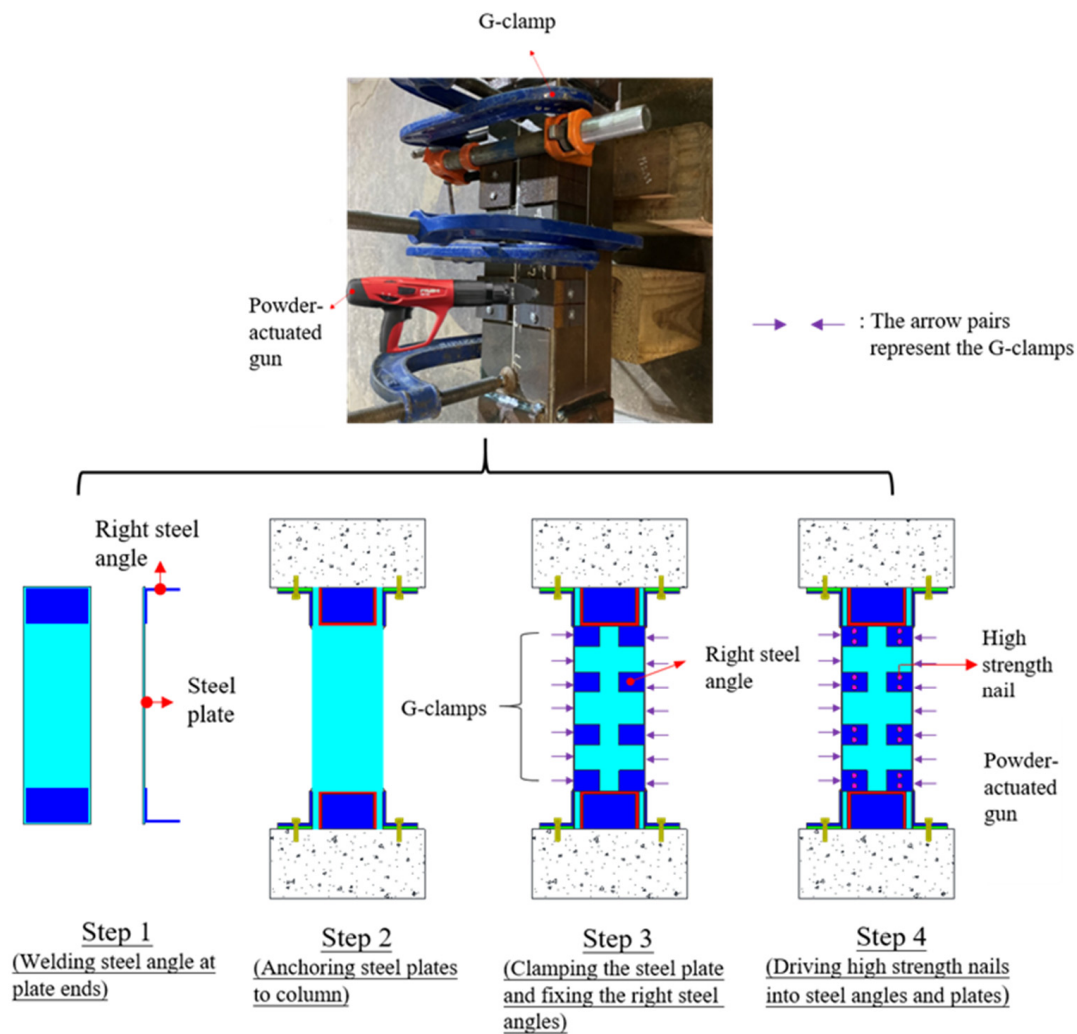 G-clamp
Powder-
actuated
gun
: The arrow pairs
represent the G-clamps
Right steel
angle
Steel
plate
G-clamps
Right steel
angle
High
strength
nail
Powder-
actuated
gun
Step 1
(Welding steel angle at
plate ends)
Step 2
(Anchoring steel plates
to column)
Step 3
(Clamping the steel plate
and fixing the right steel
angles)
Step 4
(Driving high strength nails
into steel angles and plates)